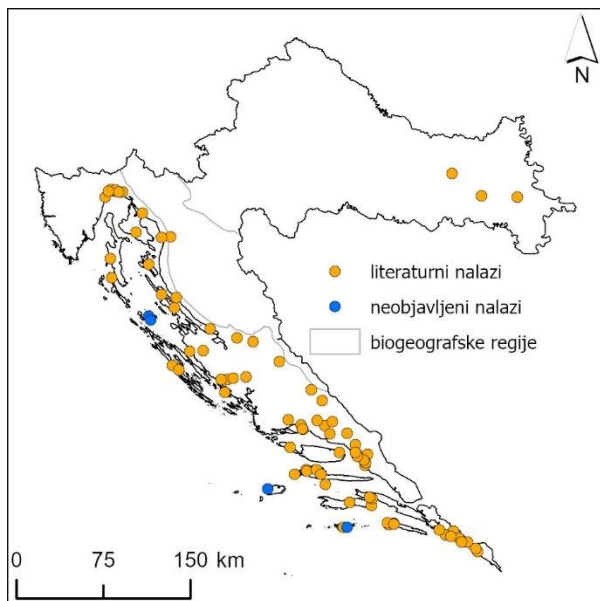 N
literaturni nalazi
neobjavljeni nalazi
biogeografske regije
0 75 150 km